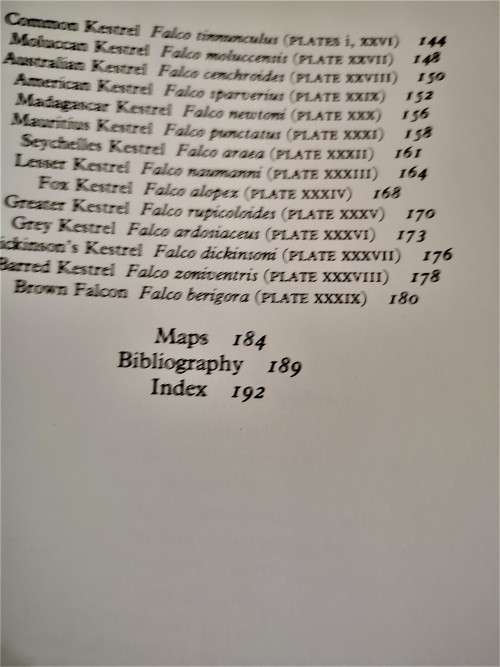 Common Kestrel Falco tinnunculus (PLATES i, XXVI) 144
Moluccan Kestrel Falco moluccensis (PLATE XXVII) 148
Australian Kestrel Falco cenchroides (PLATE XXVIII) 150
American Kestrel Falco sparverius (PLATE XXIX) 152
Madagascar Kestrel Falco newtoni (PLATE XXX) 156
Mauritius Kestrel Falco punctatus (PLATE XXXI) 158
Seychelles Kestrel Falco araea (PLATE XXXII) 161
Lesser Kestrel Falco naumanni (PLATE XXXIII) 164
Fox Kestrel Falco alopex (PLATE XXXIV) 168
Greater Kestrel Falco rupicoloides (PLATE XXXV) 170
Grey Kestrel Falco ardosiaceus (PLATE XXXVI) 173
ickinson's Kestrel Falco dickinsoni (PLATE XXXVII) 176
Barred Kestrel Falco zoniventris (PLATE XXXVIII) 178
Brown Falcon Falco berigora (PLATE XXXIX) 180
Maps 184
Bibliography 189
Index 192